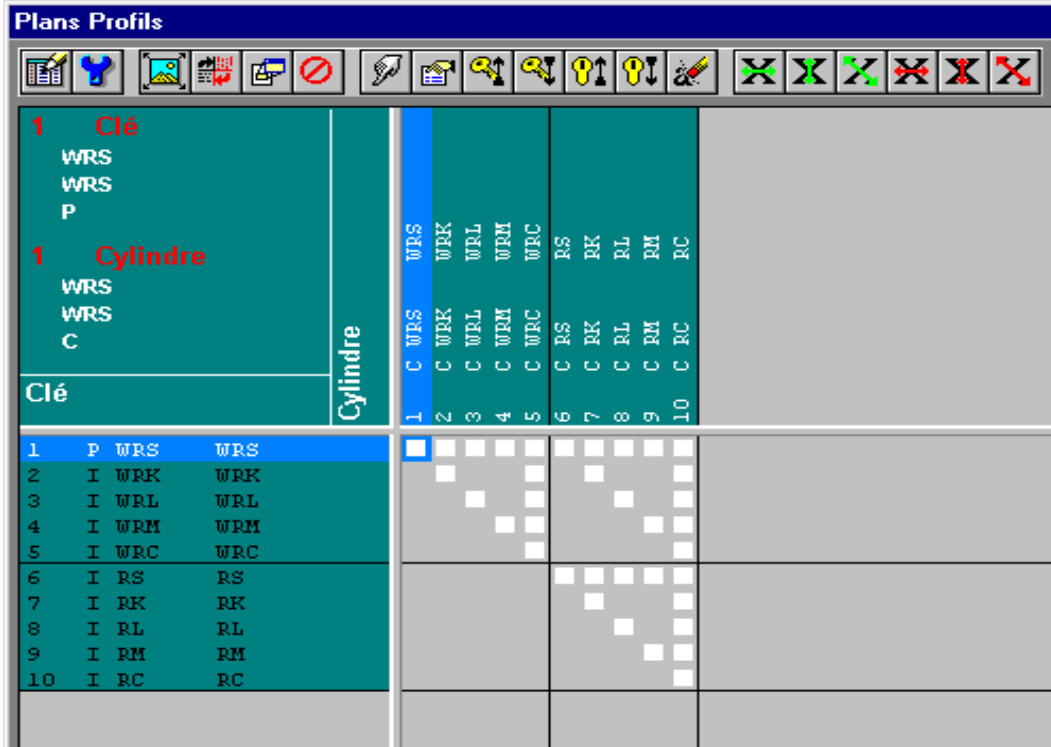 Plans Profils
1 Clé
WRS
WRS
P
1 Cylindre
WRS
WRS
C
Clé
Cylindre
1 C WRS WRS
2 C WRK WRK
3 C WRL WRL
4 C WRM WRM
5 C WRC WRC
6 C RS RS
7 C RK RK
8 C RL RL
9 C RM RM
10 C RC RC
1 P WRS WRS
2 I WRK WRK
3 I WRL WRL
4 I WRM WRM
5 I WRC WRC
6 I RS RS
7 I RK RK
8 I RL RL
9 I RM RM
10 I RC RC